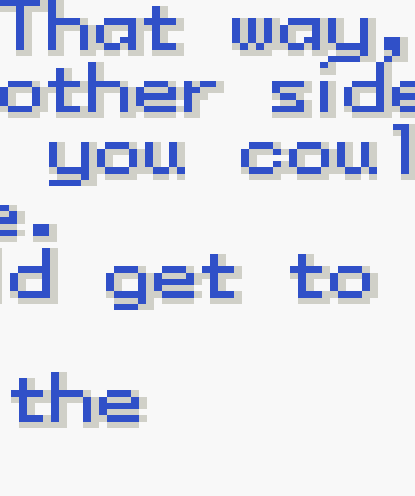 That way,
other side
you coul
e.
d get to
the